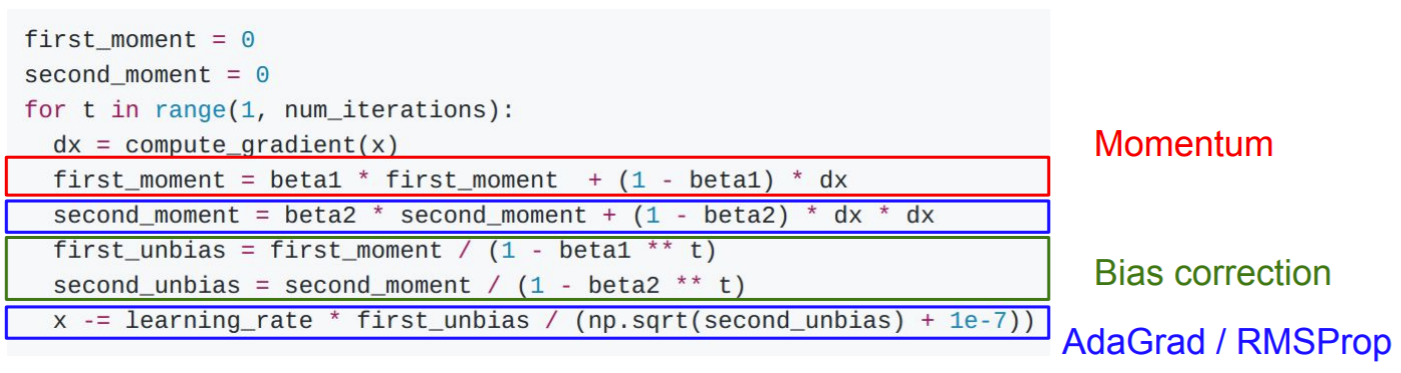 first_moment = 0
second_moment = 0
for t in range(1, num_iterations):
dx = compute_gradient(x)
first_moment = beta1 * first_moment + (1 - beta1) * dx
second_moment = beta2 * second_moment + (1 - beta2) * dx * dx
first_unbias = first_moment / (1 - beta1 ** t)
second_unbias = second_moment / (1 - beta2 ** t)
x -= learning_rate * first_unbias / (np.sqrt(second_unbias) + 1e-7))
Momentum
Bias correction
AdaGrad / RMSProp